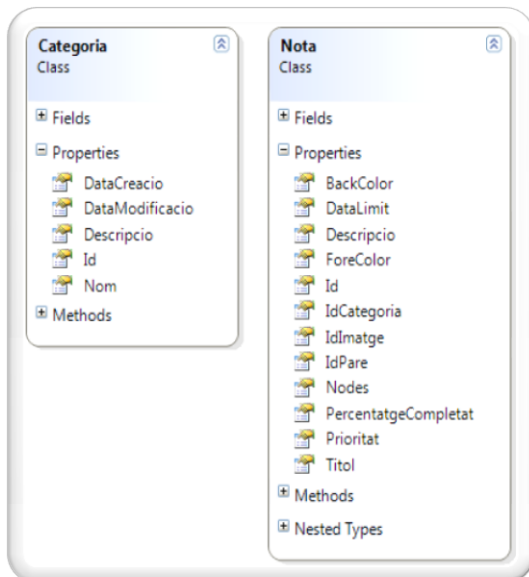 Categoria
Class
Fields
Properties
DataCreacio
DataModificacio
Descripcio
Id
Nom
Methods
Nota
Class
Fields
Properties
BackColor
DataLimit
Descripcio
ForeColor
Id
IdCategoria
IdImatge
IdPare
Nodes
PercentatgeCompletat
Prioritat
Titol
Methods
Nested Types